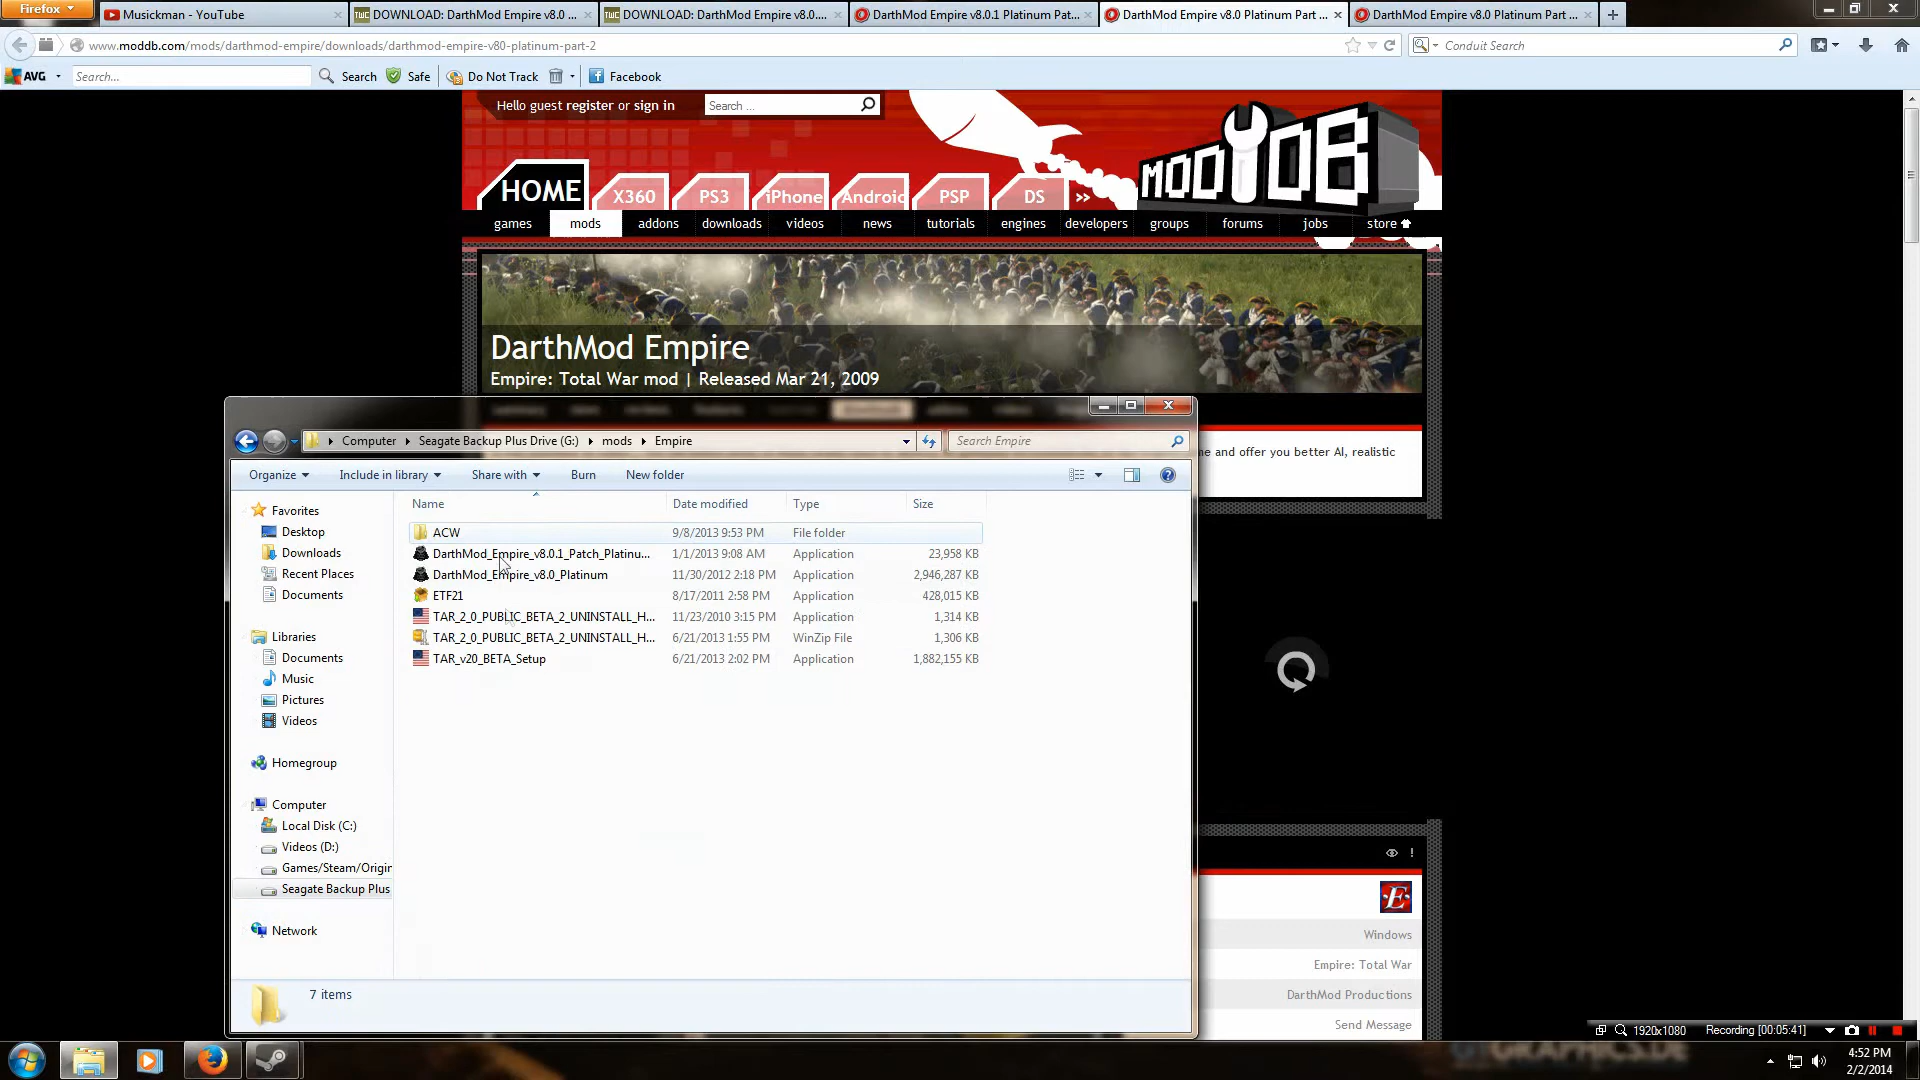 Firefox
Musickman - YouTube
DOWNLOAD: DarthMod Empire v8.0 ...
DOWNLOAD: DarthMod Empire v8.0....
DarthMod Empire v8.0.1 Platinum Pat...
DarthMod Empire v8.0 Platinum Part ...
DarthMod Empire v8.0 Platinum Part ...
www.moddb.com/mods/darthmod-empire/downloads/darthmod-empire-v80-platinum-part-2
Conduit Search
AVG Search... Search Safe Do Not Track Facebook
Hello guest register or sign in Search ...
MOD DB
HOME X360 PS3 iPhone Android PSP DS »
games mods addons downloads videos news tutorials engines developers groups forums jobs store
DarthMod Empire
Empire: Total War mod | Released Mar 21, 2009
Computer Seagate Backup Plus Drive (G:) mods Empire Search Empire
me and offer you better AI, realistic
Organize Include in library Share with Burn New folder
Name Date modified Type Size
Favorites
Desktop
Downloads
Recent Places
Documents
Libraries
Documents
Music
Pictures
Videos
Homegroup
Computer
Local Disk (C:)
Videos (D:)
Games/Steam/Origin
Seagate Backup Plus
Network
ACW 9/8/2013 9:53 PM File folder
DarthMod_Empire_v8.0.1_Patch_Platinu... 1/1/2013 9:08 AM Application 23,958 KB
DarthMod_Empire_v8.0_Platinum 11/30/2012 2:18 PM Application 2,946,287 KB
ETF21 8/17/2011 2:58 PM Application 428,015 KB
TAR_2_0_PUBLIC_BETA_2_UNINSTALL_H... 11/23/2010 3:15 PM Application 1,314 KB
TAR_2_0_PUBLIC_BETA_2_UNINSTALL_H... 6/21/2013 1:55 PM WinZip File 1,306 KB
TAR_v20_BETA_Setup 6/21/2013 2:02 PM Application 1,882,155 KB
7 items
E
Windows
Empire: Total War
DarthMod Productions
Send Message
1920x1080 Recording [00:05:41]
4:52 PM
2/2/2014